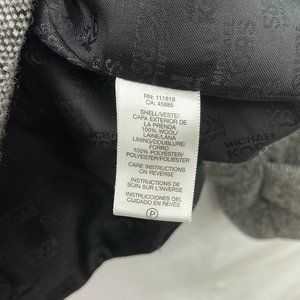 RN: 111818
CA: 45885
SHELL/VESTE/
CAPA EXTERIOR DE
LA PRENDA
100% WOOL/
LAINE/LANA
LINING/DOUBLURE/
FORRO
100% POLYESTER/
POLYESTER/POLIÉSTER
CARE INSTRUCTIONS
ON REVERSE
INSTRUCTIONS DE
SOIN SUR L'INVERSE
INSTRUCCIONES DEL
CUIDADO EN REVÉS
P